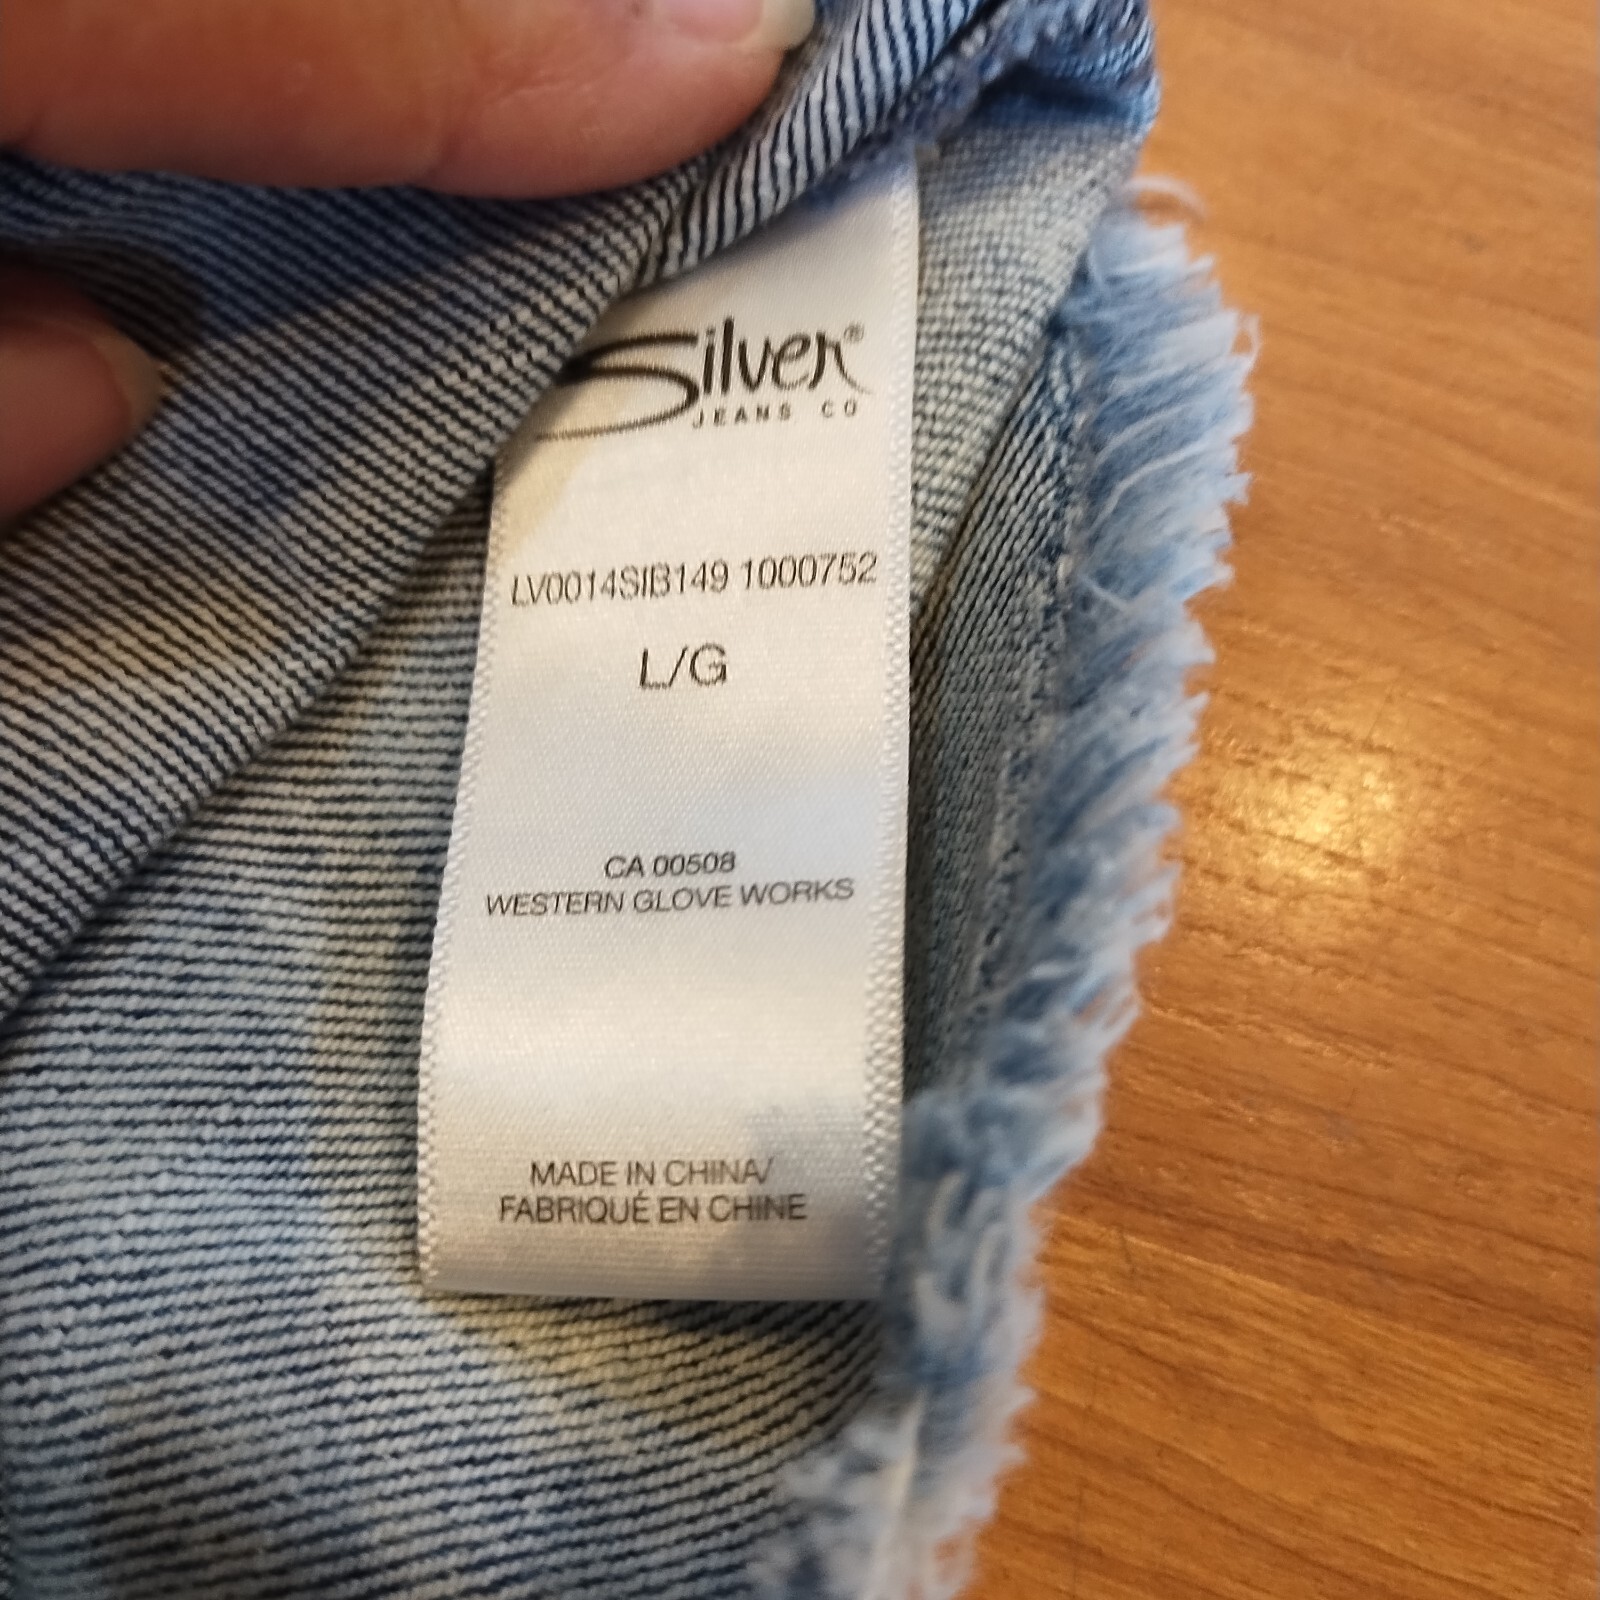 Silver®
JEANS CO
LV0014SIB149 1000752
L/G
CA 00508
WESTERN GLOVE WORKS
MADE IN CHINA/
FABRIQUÉ EN CHINE